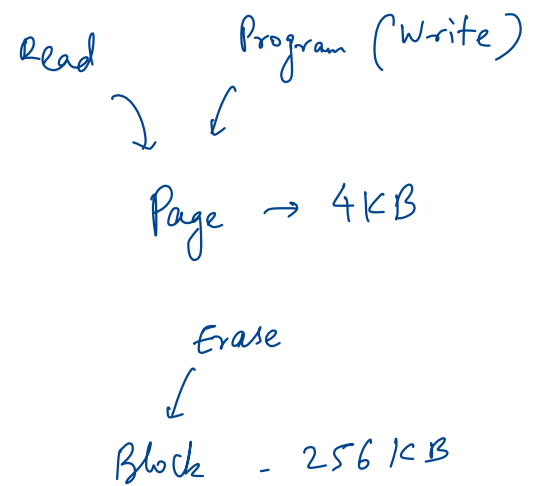 Read Program (Write)
Page → 4KB
Erase
Block - 256 KB